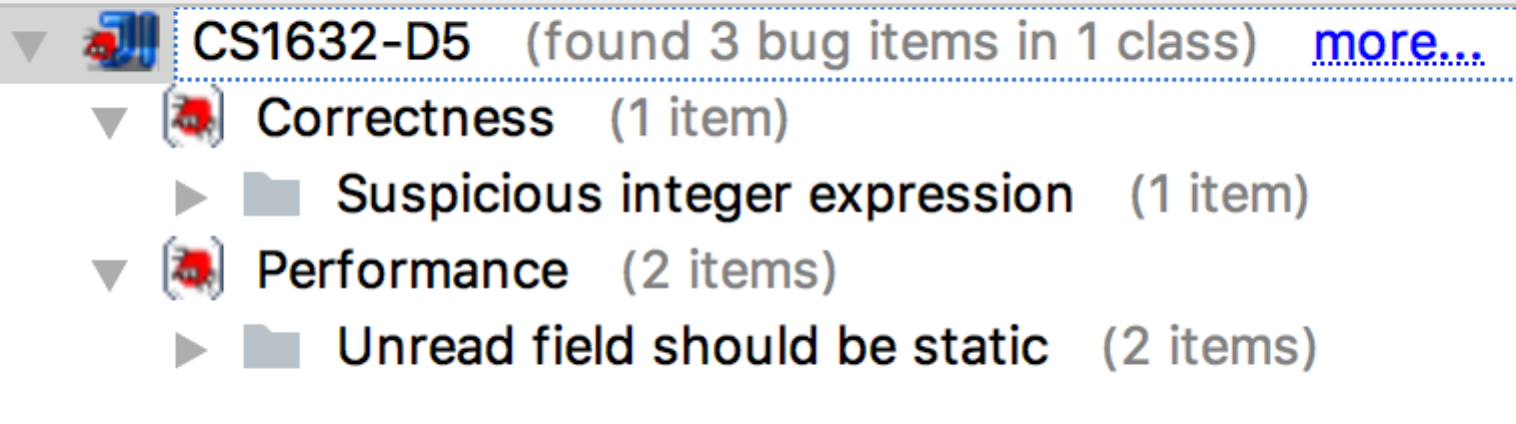 CS1632-D5 (found 3 bug items in 1 class) more...
Correctness (1 item)
Suspicious integer expression (1 item)
Performance (2 items)
Unread field should be static (2 items)